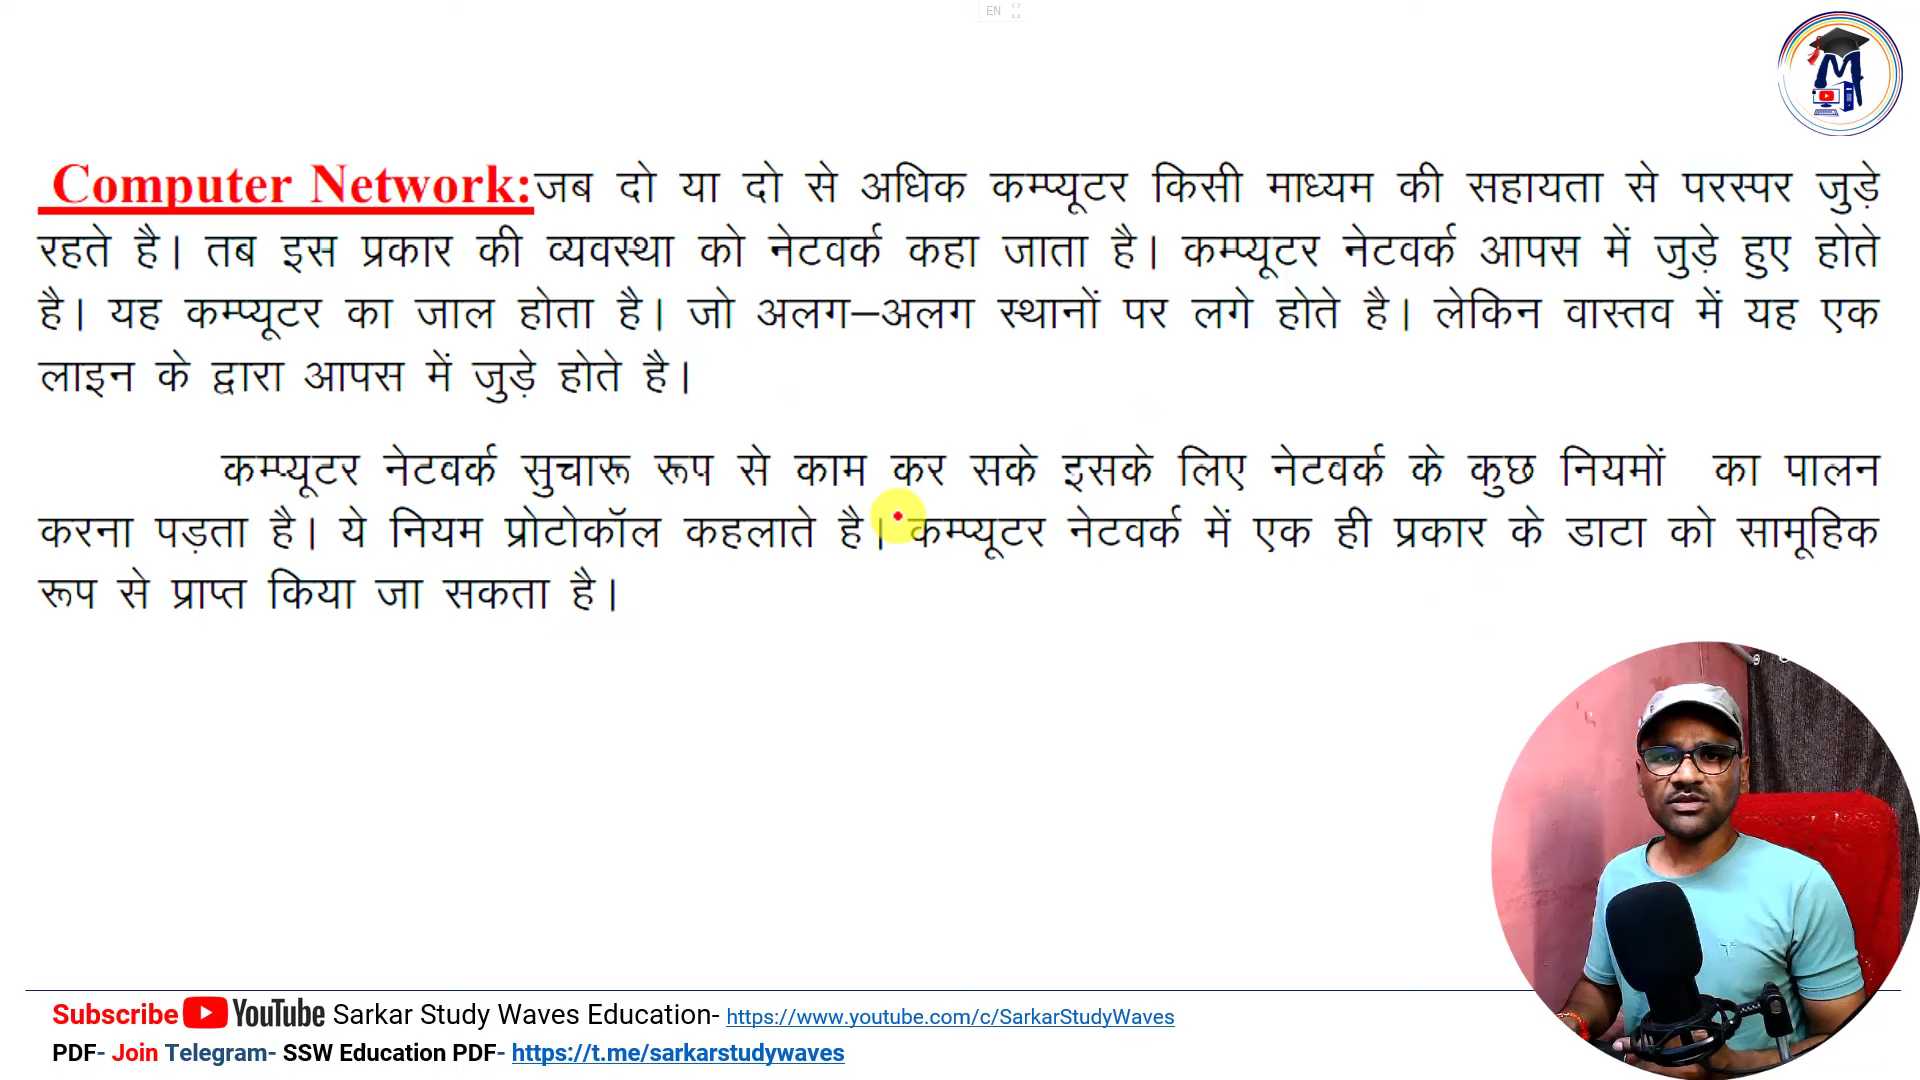 EN
Computer Network:जब दो या दो से अधिक कम्प्यूटर किसी माध्यम की सहायता से परस्पर जुड़े
रहते है। तब इस प्रकार की व्यवस्था को नेटवर्क कहा जाता है। कम्प्यूटर नेटवर्क आपस में जुड़े हुए होते
है। यह कम्प्यूटर का जाल होता है। जो अलग–अलग स्थानों पर लगे होते है। लेकिन वास्तव में यह एक
लाइन के द्वारा आपस में जुड़े होते है।
कम्प्यूटर नेटवर्क सुचारू रूप से काम कर सके इसके लिए नेटवर्क के कुछ नियमों का पालन
करना पड़ता है। ये नियम प्रोटोकॉल कहलाते है। कम्प्यूटर नेटवर्क में एक ही प्रकार के डाटा को सामूहिक
रूप से प्राप्त किया जा सकता है।
Subscribe YouTube Sarkar Study Waves Education- https://www.youtube.com/c/SarkarStudyWaves
PDF- Join Telegram- SSW Education PDF- https://t.me/sarkarstudywaves